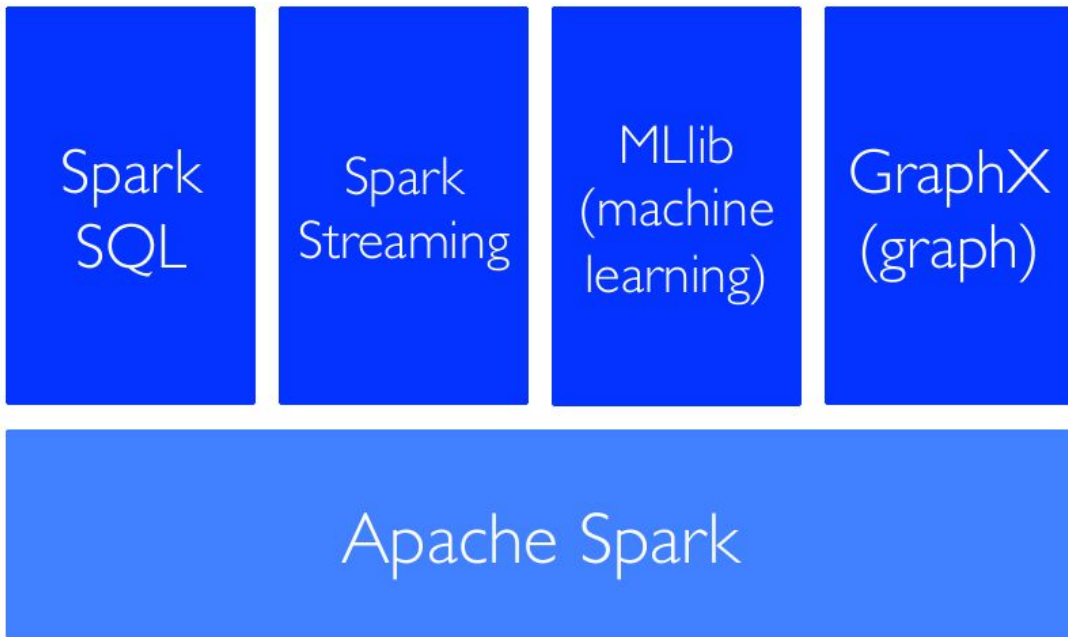 Spark
SQL
Spark
Streaming
MLlib
(machine
learning)
GraphX
(graph)
Apache Spark